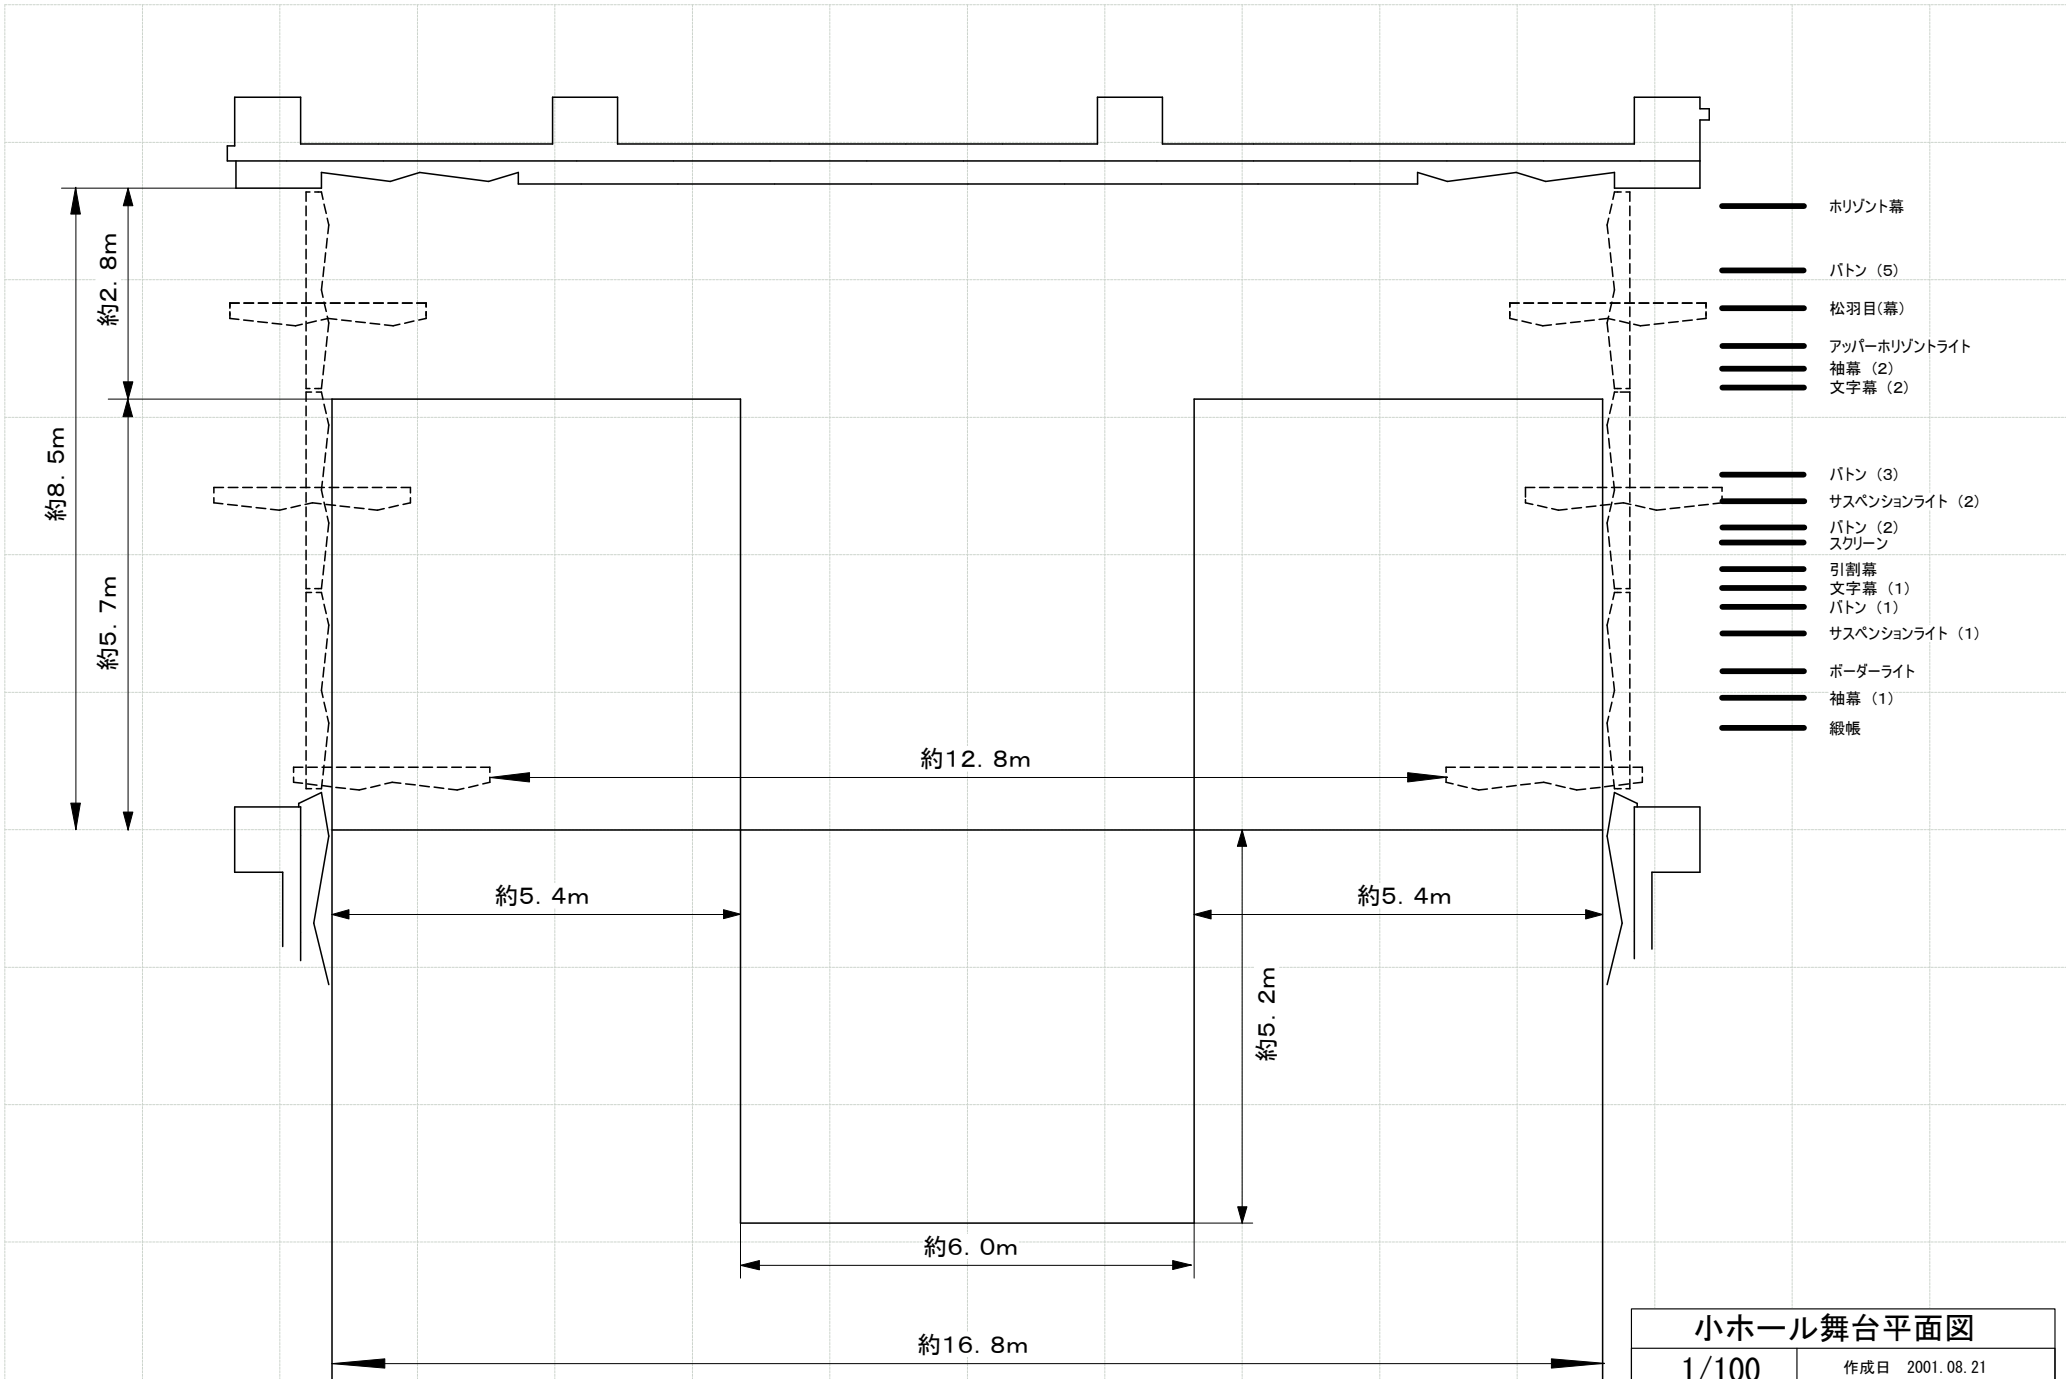 ホリゾント幕
バトン（5）
約2．8m
松羽目(幕)
アッパーホリゾントライト
袖幕（2）
文字幕（2）
約8．5m
バトン（3）
サスペンションライト（2）
バトン（2）
スクリーン
引割幕
文字幕（1）
バトン（1）
約5．7m
サスペンションライト（1）
ボーダーライト
袖幕（1）
緞帳
約12．8m
約5．4m
約5．4m
約5．2m
約6．0m
約16．8m
小ホール舞台平面図
1/100
作成日　2001.08.21